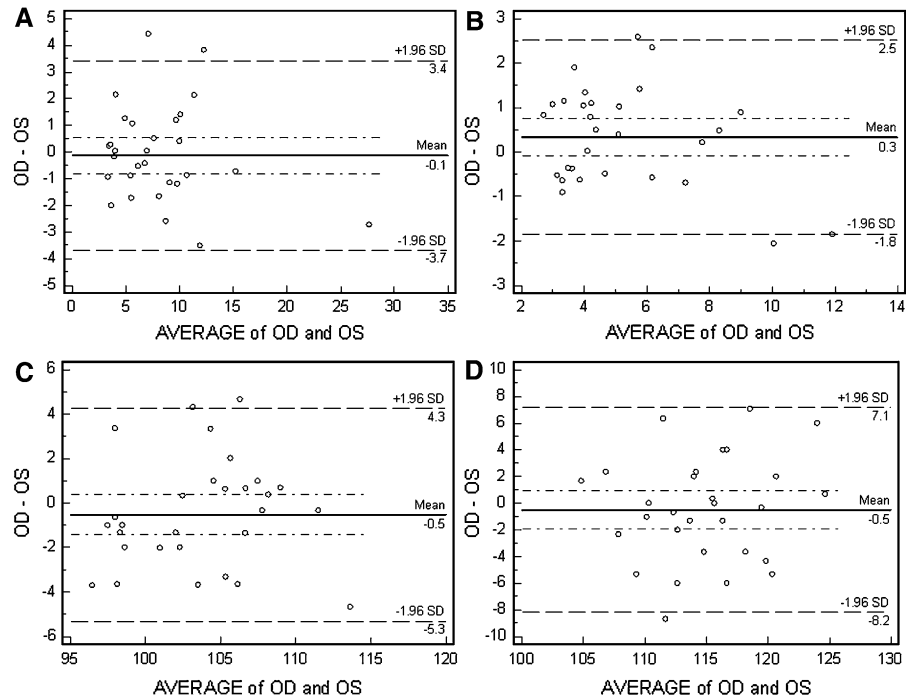 A
5
4
3
2
1
0
-1
-2
-3
-4
-5
OD - OS
+1.96 SD
3.4
Mean
-0.1
-1.96 SD
-3.7
0 5 10 15 20 25 30 35
AVERAGE of OD and OS
B
3
2
1
0
-1
-2
-3
OD - OS
+1.96 SD
2.5
Mean
0.3
-1.96 SD
-1.8
2 4 6 8 10 12 14
AVERAGE of OD and OS
C
6
4
2
0
-2
-4
-6
OD - OS
+1.96 SD
4.3
Mean
-0.5
-1.96 SD
-5.3
95 100 105 110 115 120
AVERAGE of OD and OS
D
10
8
6
4
2
0
-2
-4
-6
-8
-10
OD - OS
+1.96 SD
7.1
Mean
-0.5
-1.96 SD
-8.2
100 105 110 115 120 125 130
AVERAGE of OD and OS